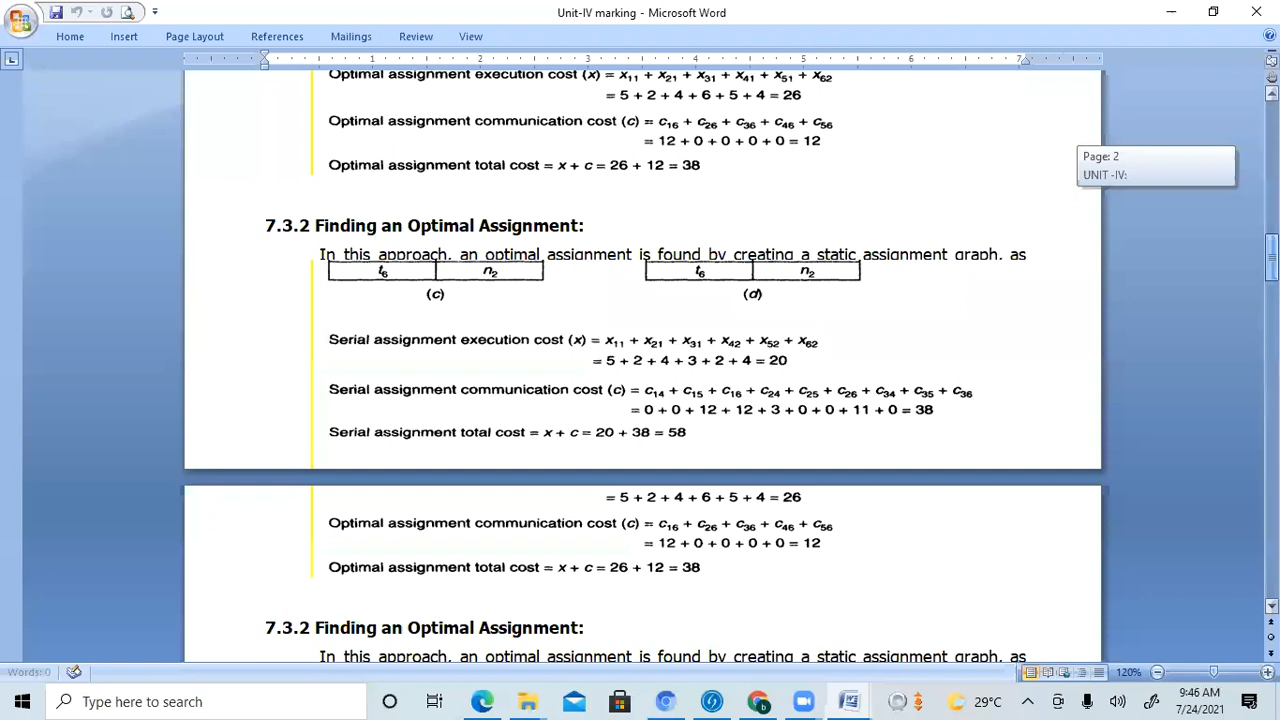 Unit-IV marking - Microsoft Word
Home Insert Page Layout References Mailings Review View
1 2 3 4 5 6 7
Optimal assignment execution cost (x) = x11 + x21 + x31 + x41 + x51 + x62
= 5 + 2 + 4 + 6 + 5 + 4 = 26
Optimal assignment communication cost (c) = c16 + c26 + c36 + c46 + c56
= 12 + 0 + 0 + 0 + 0 = 12
Optimal assignment total cost = x + c = 26 + 12 = 38
Page: 2
UNIT -IV:
7.3.2 Finding an Optimal Assignment:
In this approach, an optimal assignment is found by creating a static assignment graph, as
t6 n2 t6 n2
(c) (d)
Serial assignment execution cost (x) = x11 + x21 + x31 + x42 + x52 + x62
= 5 + 2 + 4 + 3 + 2 + 4 = 20
Serial assignment communication cost (c) = c14 + c15 + c16 + c24 + c25 + c26 + c34 + c35 + c36
= 0 + 0 + 12 + 12 + 3 + 0 + 0 + 11 + 0 = 38
Serial assignment total cost = x + c = 20 + 38 = 58
= 5 + 2 + 4 + 6 + 5 + 4 = 26
Optimal assignment communication cost (c) = c16 + c26 + c36 + c46 + c56
= 12 + 0 + 0 + 0 + 0 = 12
Optimal assignment total cost = x + c = 26 + 12 = 38
7.3.2 Finding an Optimal Assignment:
In this approach, an optimal assignment is found by creating a static assignment graph, as
Words: 0 120%
Type here to search 29°C 9:46 AM
7/24/2021